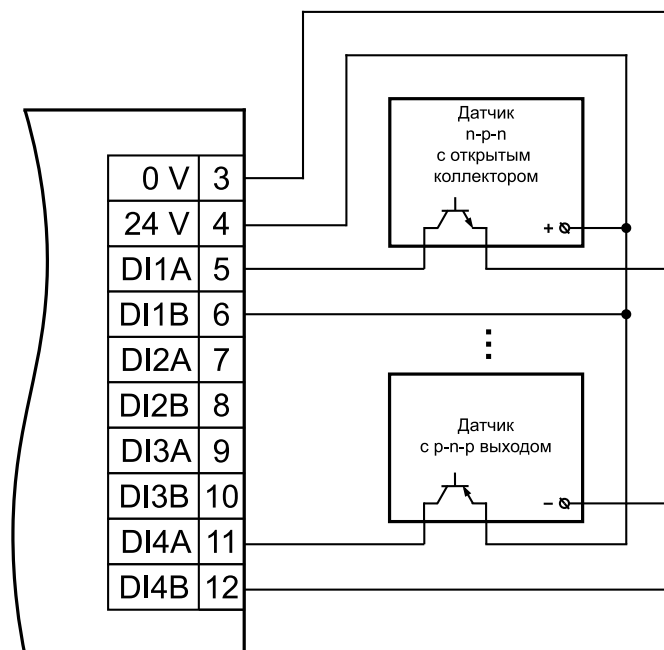 Датчик
n-p-n
с открытым
коллектором
+
0 V 3
24 V 4
DI1A 5
DI1B 6
DI2A 7
DI2B 8
DI3A 9
DI3B 10
DI4A 11
DI4B 12
Датчик
с p-n-p выходом
–